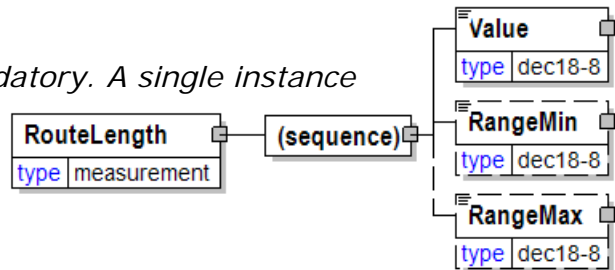 Value
type dec18-8
datory. A single instance
RouteLength
type measurement
(sequence)
RangeMin
type dec18-8
RangeMax
type dec18-8